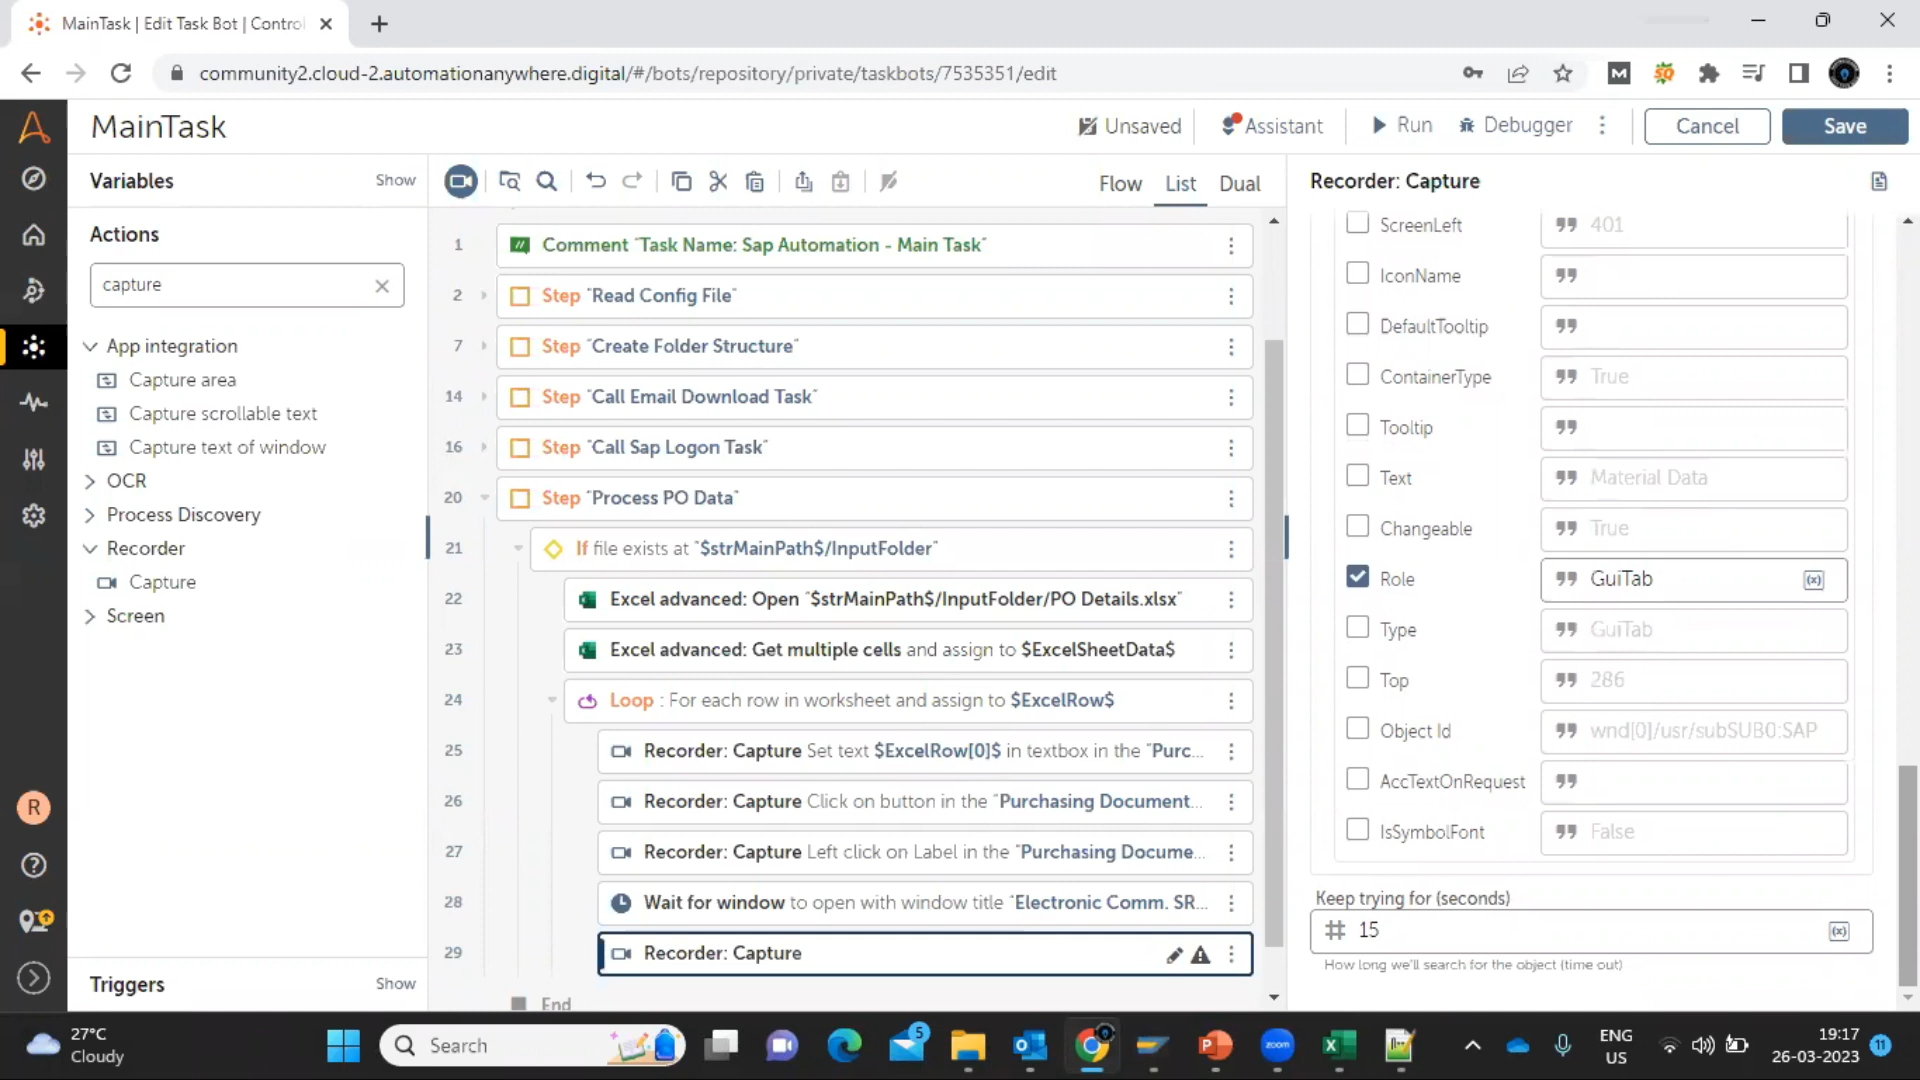 MainTask | Edit Task Bot | Contro
community2.cloud-2.automationanywhere.digital/#/bots/repository/private/taskbots/7535351/edit
MainTask
Unsaved
Assistant
Run
Debugger
Cancel
Save
Variables
Show
Flow
List
Dual
Recorder: Capture
Actions
capture
App integration
Capture area
Capture scrollable text
Capture text of window
OCR
Process Discovery
Recorder
Capture
Screen
Triggers
Show
1 Comment "Task Name: Sap Automation - Main Task"
2 Step "Read Config File"
7 Step "Create Folder Structure"
14 Step "Call Email Download Task"
16 Step "Call Sap Logon Task"
20 Step "Process PO Data"
21 If file exists at "$strMainPath$/InputFolder"
22 Excel advanced: Open "$strMainPath$/InputFolder/PO Details.xlsx"
23 Excel advanced: Get multiple cells and assign to $ExcelSheetData$
24 Loop : For each row in worksheet and assign to $ExcelRow$
25 Recorder: Capture Set text $ExcelRow[0]$ in textbox in the "Purc...
26 Recorder: Capture Click on button in the "Purchasing Document...
27 Recorder: Capture Left click on Label in the "Purchasing Docume...
28 Wait for window to open with window title "Electronic Comm. SR...
29 Recorder: Capture
End
ScreenLeft 401
IconName
DefaultTooltip
ContainerType True
Tooltip
Text Material Data
Changeable True
Role GuiTab (x)
Type GuiTab
Top 286
Object Id wnd[0]/usr/subSUB0:SAP
AccTextOnRequest
IsSymbolFont False
Keep trying for (seconds)
# 15 (x)
How long we'll search for the object (time out)
R
27°C
Cloudy
Search
5
zoom
ENG
US
19:17
26-03-2023
11